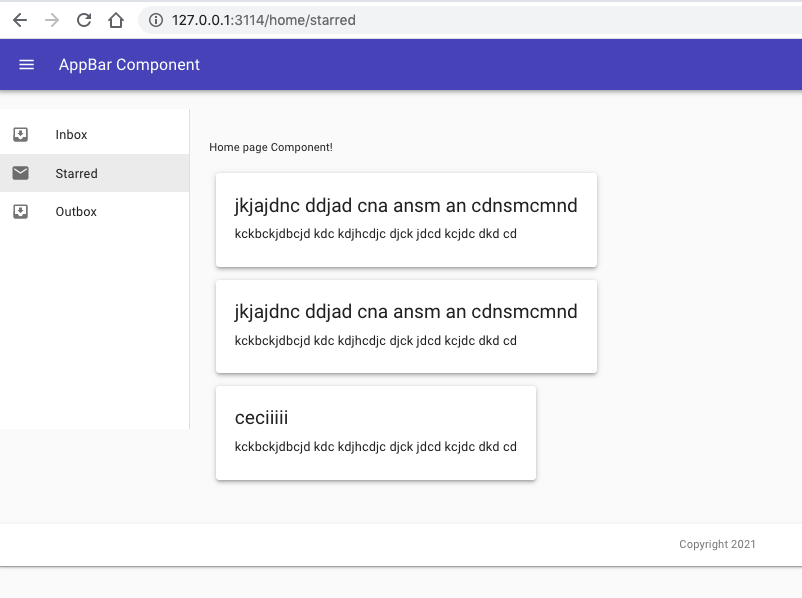 127.0.0.1:3114/home/starred
AppBar Component
Inbox
Starred
Outbox
Home page Component!
jkjajdnc ddjad cna ansm an cdnsmcmnd
kckbckjdbcjd kdc kdjhcdjc djck jdcd kcjdc dkd cd
jkjajdnc ddjad cna ansm an cdnsmcmnd
kckbckjdbcjd kdc kdjhcdjc djck jdcd kcjdc dkd cd
ceciiiii
kckbckjdbcjd kdc kdjhcdjc djck jdcd kcjdc dkd cd
Copyright 2021